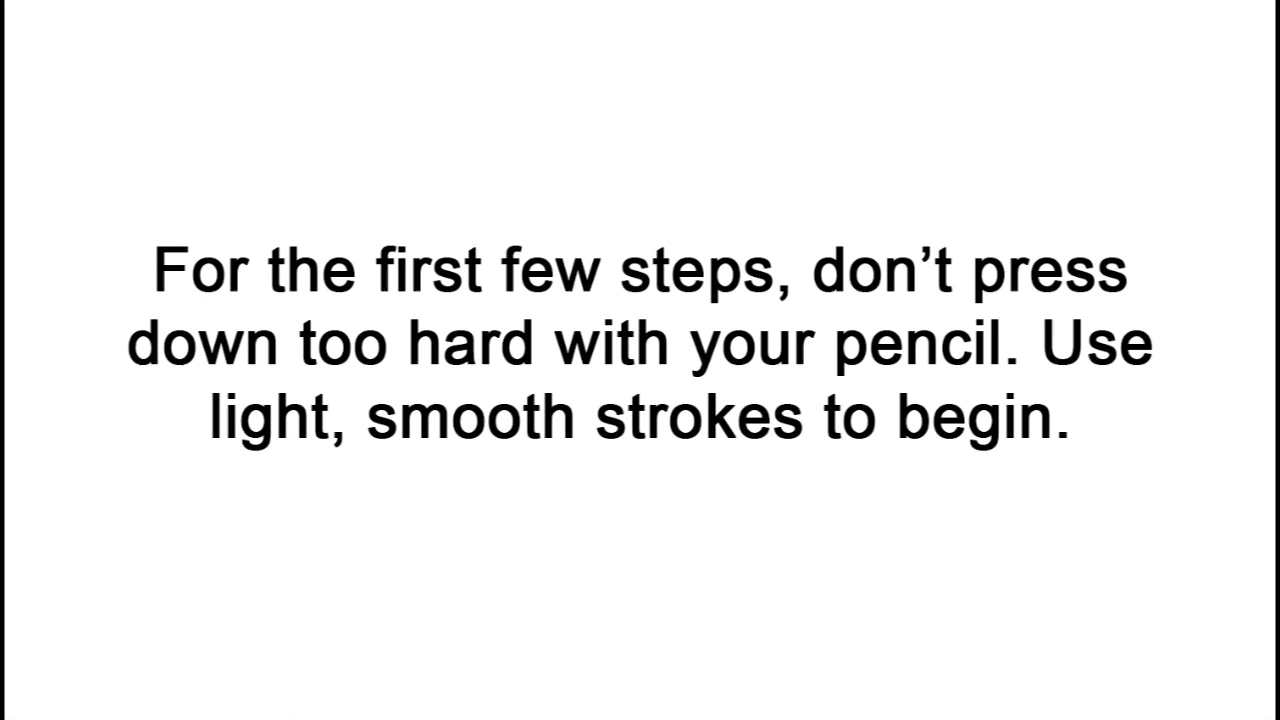 For the first few steps, don’t press
down too hard with your pencil. Use
light, smooth strokes to begin.